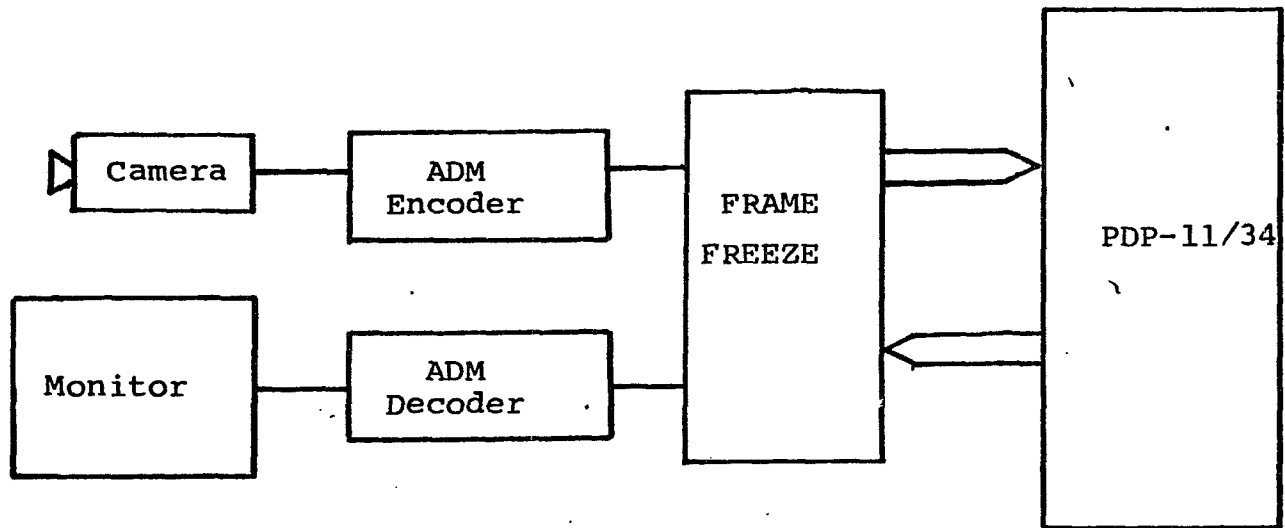 Camera
ADM
Encoder
FRAME
FREEZE
PDP-11/34
Monitor
ADM
Decoder